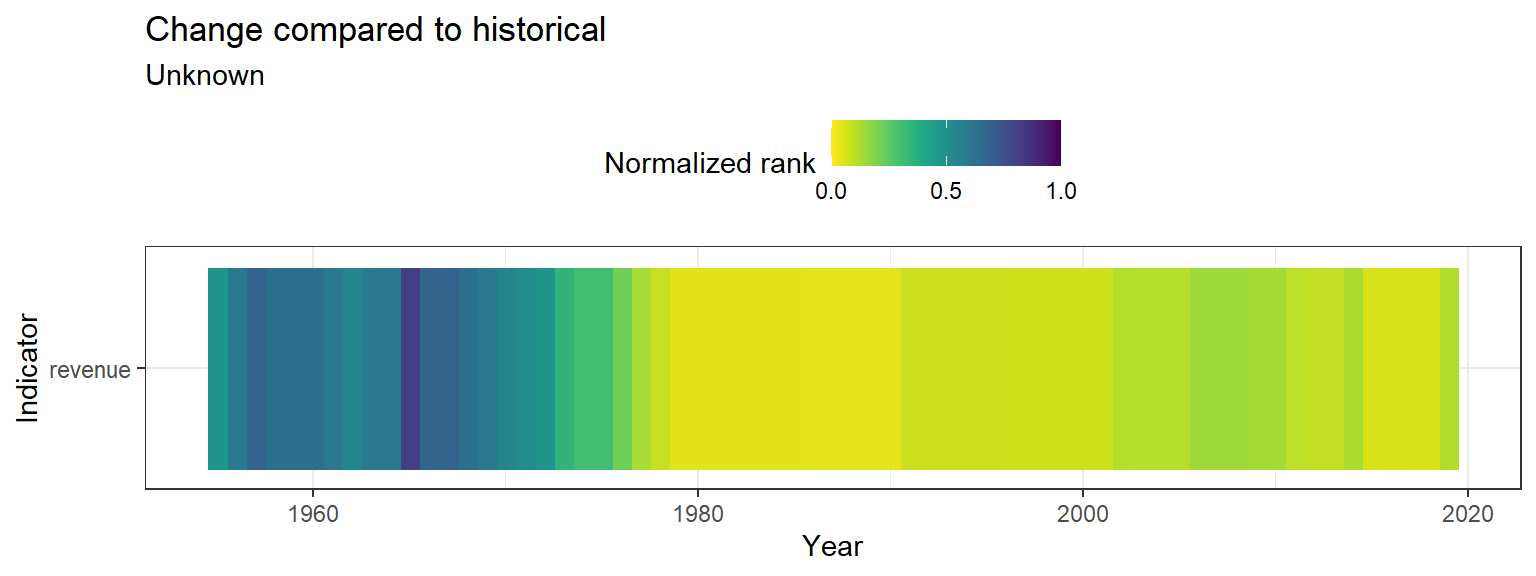 Change compared to historical
Unknown
Normalized rank
0.0 0.5 1.0
Indicator
revenue
1960 1980 2000 2020
Year